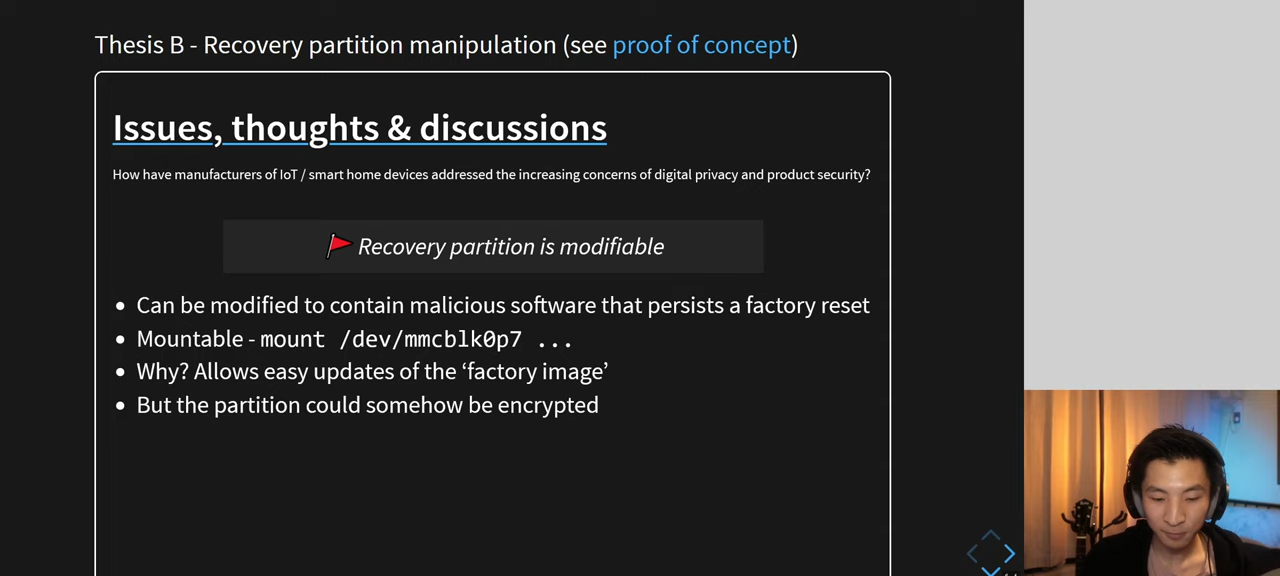 Thesis B - Recovery partition manipulation (see proof of concept)
Issues, thoughts & discussions
How have manufacturers of IoT / smart home devices addressed the increasing concerns of digital privacy and product security?
Recovery partition is modifiable
• Can be modified to contain malicious software that persists a factory reset
• Mountable - mount /dev/mmcblk0p7 ...
• Why? Allows easy updates of the ‘factory image’
• But the partition could somehow be encrypted